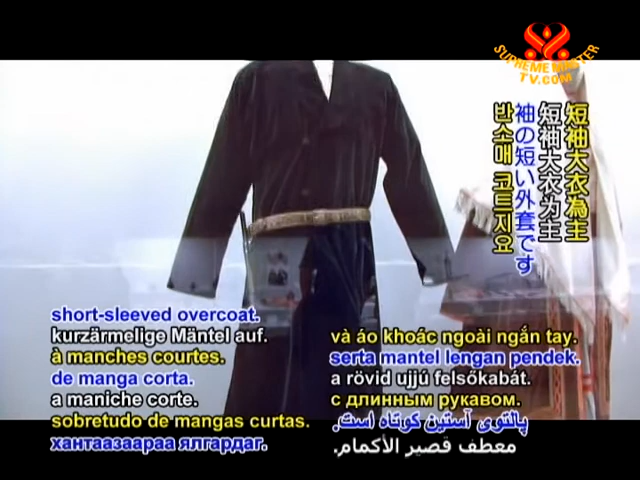 SUPREME MASTER
TV.COM
短袖大衣為主
短袖大衣为主
袖の短い外套です
반소매 코트지요
short-sleeved overcoat.
kurzärmelige Mäntel auf.
à manches courtes.
de manga corta.
a maniche corte.
sobretudo de mangas curtas.
хантаазаараа ялгардаг.
và áo khoác ngoài ngắn tay.
serta mantel lengan pendek.
a rövid ujjú felsőkabát.
с длинным рукавом.
پالتوی آستین کوتاه است.
معطف قصير الأكمام.